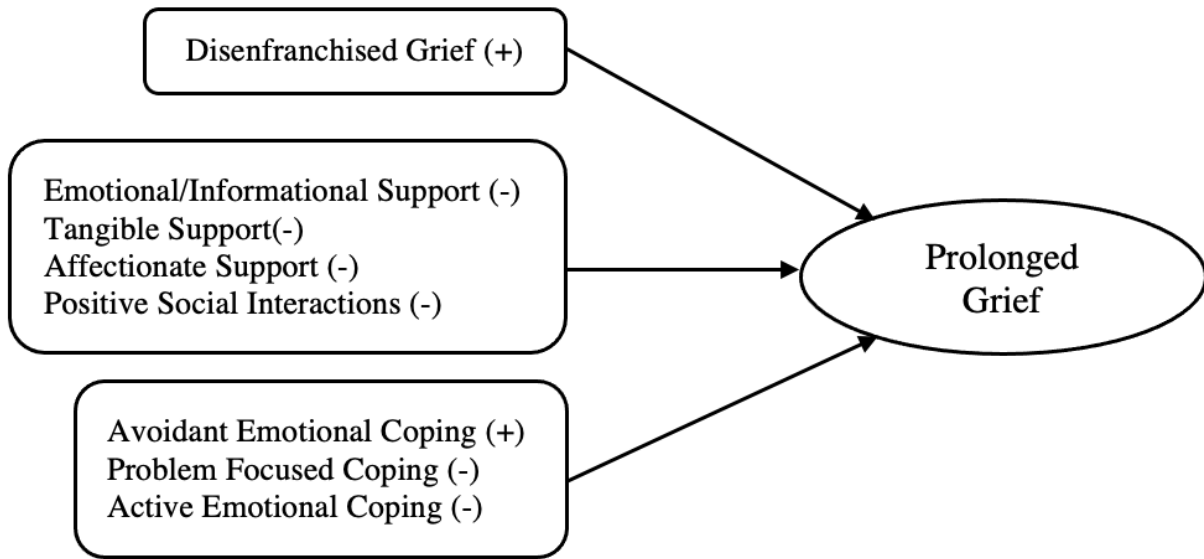 Disenfranchised Grief (+)
Emotional/Informational Support (-)
Tangible Support(-)
Affectionate Support (-)
Positive Social Interactions (-)
Avoidant Emotional Coping (+)
Problem Focused Coping (-)
Active Emotional Coping (-)
Prolonged
Grief